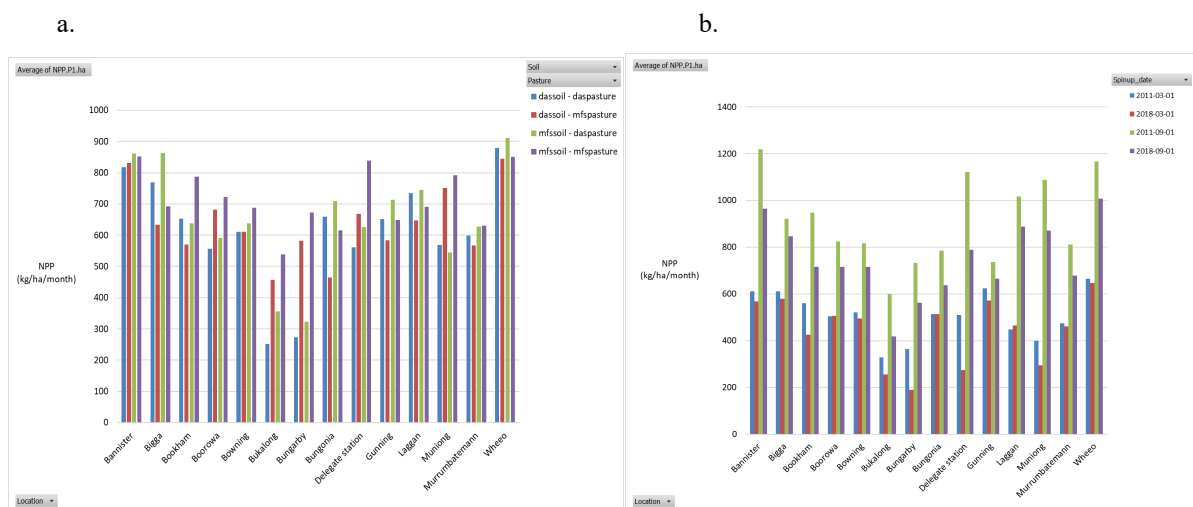 a.
b.
Average of NPP.P1.ha
Soil
Pasture
dassoil - daspasture
dassoil - mfspasture
mfssoil - daspasture
mfssoil - mfspasture
1000
900
800
700
600
500
400
300
200
100
0
NPP
(kg/ha/month)
Bannister
Bigga
Bookham
Boorowa
Bowning
Bukalong
Bungarby
Bungonia
Delegate station
Gunning
Laggan
Muniong
Murrumbatemann
Wheeo
Location
Average of NPP.P1.ha
Spinup_date
2011-03-01
2018-03-01
2011-09-01
2018-09-01
1400
1200
1000
800
600
400
200
0
NPP
(kg/ha/month)
Bannister
Bigga
Bookham
Boorowa
Bowning
Bukalong
Bungarby
Bungonia
Delegate station
Gunning
Laggan
Muniong
Murrumbatemann
Wheeo
Location